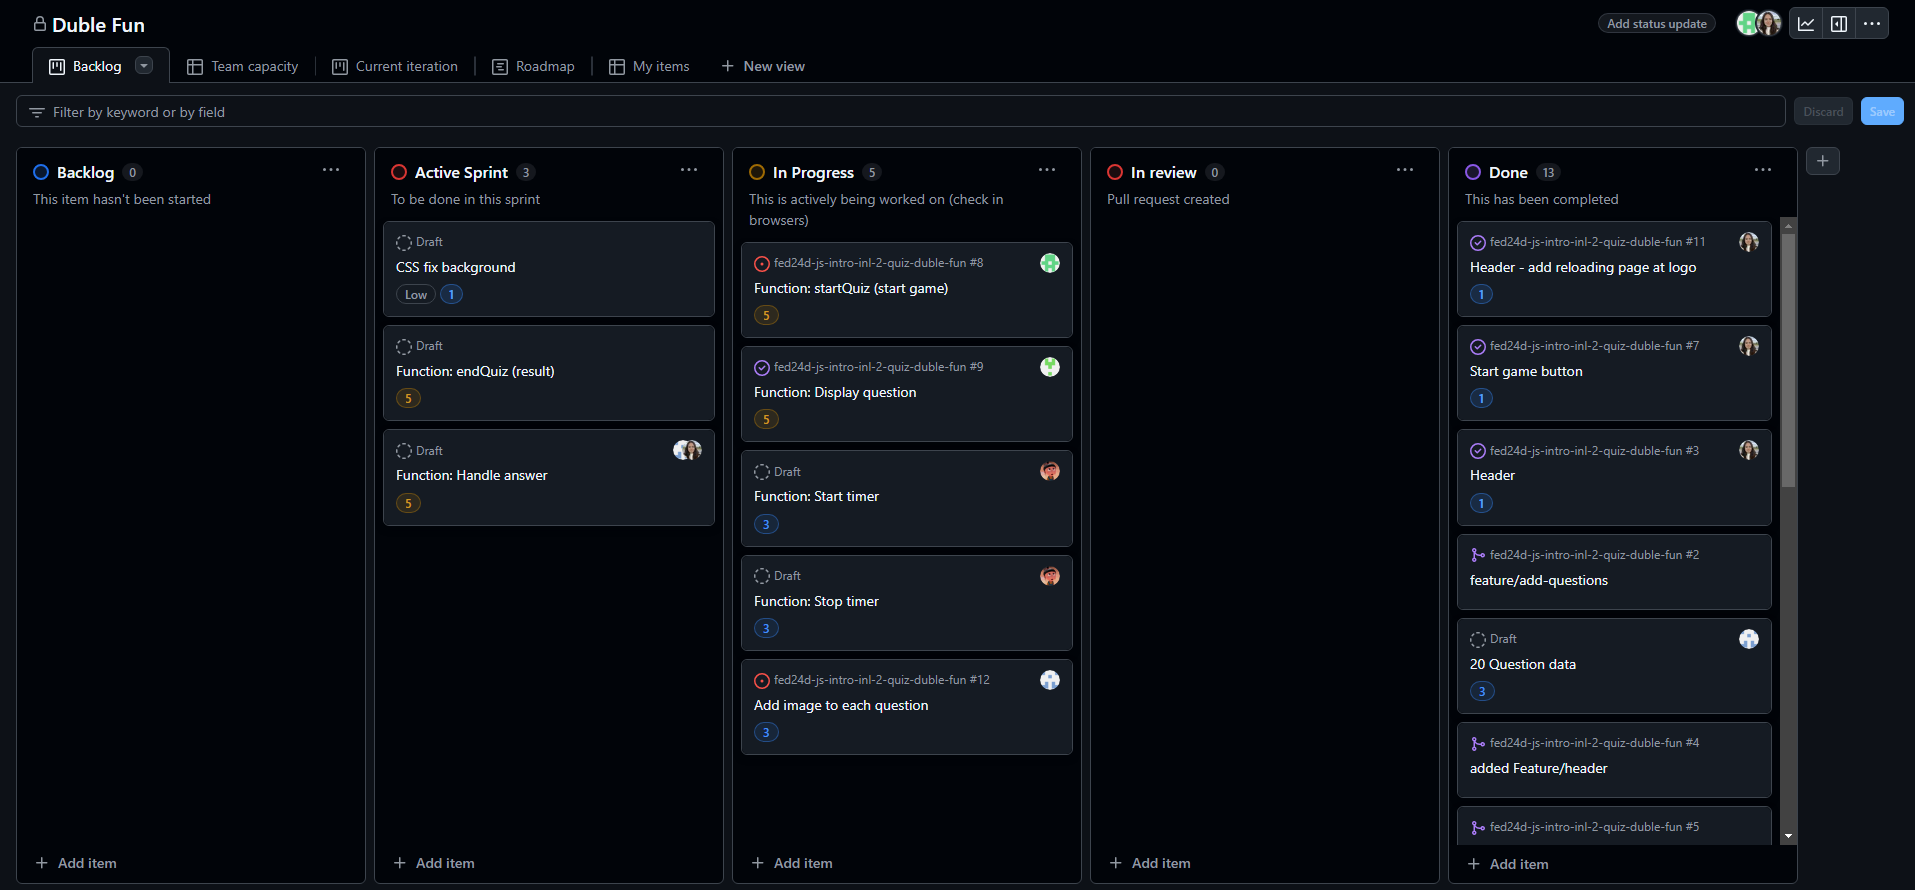 Duble Fun
Add status update
Backlog
Team capacity
Current iteration
Roadmap
My items
New view
Filter by keyword or by field
Discard
Save
Backlog 0
This item hasn't been started
Add item
Active Sprint 3
To be done in this sprint
Draft
CSS fix background
Low 1
Draft
Function: endQuiz (result)
5
Draft
Function: Handle answer
5
Add item
In Progress 5
This is actively being worked on (check in
browsers)
fed24d-js-intro-inl-2-quiz-duble-fun #8
Function: startQuiz (start game)
5
fed24d-js-intro-inl-2-quiz-duble-fun #9
Function: Display question
5
Draft
Function: Start timer
3
Draft
Function: Stop timer
3
fed24d-js-intro-inl-2-quiz-duble-fun #12
Add image to each question
3
Add item
In review 0
Pull request created
Add item
Done 13
This has been completed
fed24d-js-intro-inl-2-quiz-duble-fun #11
Header - add reloading page at logo
1
fed24d-js-intro-inl-2-quiz-duble-fun #7
Start game button
1
fed24d-js-intro-inl-2-quiz-duble-fun #3
Header
1
fed24d-js-intro-inl-2-quiz-duble-fun #2
feature/add-questions
Draft
20 Question data
3
fed24d-js-intro-inl-2-quiz-duble-fun #4
added Feature/header
fed24d-js-intro-inl-2-quiz-duble-fun #5
Add item